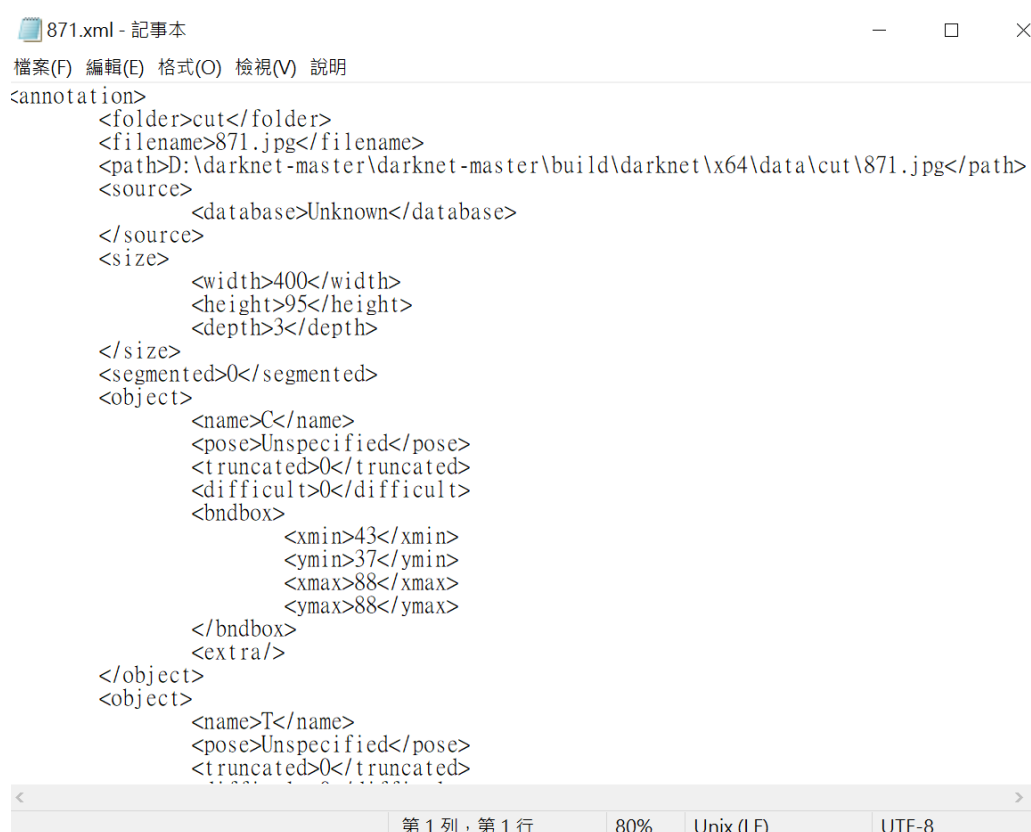 871.xml - 記事本
檔案(F) 編輯(E) 格式(O) 檢視(V) 說明
<annotation>
<folder>cut</folder>
<filename>871.jpg</filename>
<path>D:\darknet-master\darknet-master\build\darknet\x64\data\cut\871.jpg</path>
<source>
<database>Unknown</database>
</source>
<size>
<width>400</width>
<height>95</height>
<depth>3</depth>
</size>
<segmented>0</segmented>
<object>
<name>C</name>
<pose>Unspecified</pose>
<truncated>0</truncated>
<difficult>0</difficult>
<bndbox>
<xmin>43</xmin>
<ymin>37</ymin>
<xmax>88</xmax>
<ymax>88</ymax>
</bndbox>
<extra/>
</object>
<object>
<name>T</name>
<pose>Unspecified</pose>
<truncated>0</truncated>
第 1 列，第 1 行 80% Unix (LF) UTF-8